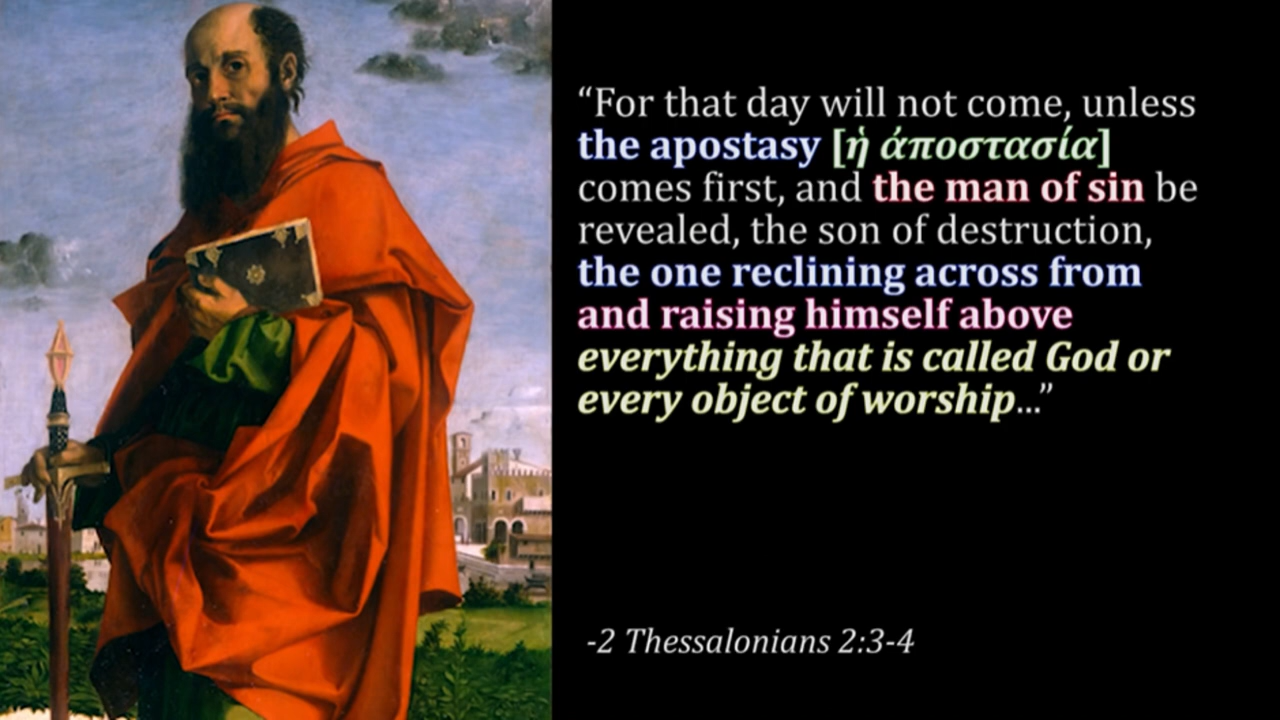 “For that day will not come, unless
the apostasy [ἡ ἀποστασία]
comes first, and the man of sin be
revealed, the son of destruction,
the one reclining across from
and raising himself above
everything that is called God or
every object of worship...”
-2 Thessalonians 2:3-4